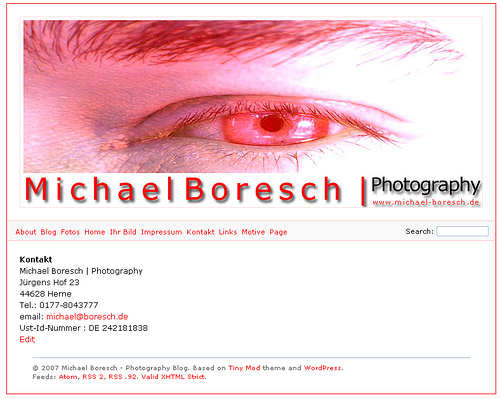 Michael Boresch | Photography
www.michael-boresch.de
About Blog Fotos Home Ihr Bild Impressum Kontakt Links Motive Page Search:
Kontakt
Michael Boresch | Photography
Jürgens Hof 23
44628 Herne
Tel.: 0177-8043777
email: michael@boresch.de
Ust-Id-Nummer : DE 242181838
Edit
© 2007 Michael Boresch - Photography Blog. Based on Tiny Mod theme and WordPress.
Feeds: Atom, RSS 2, RSS .92. Valid XHTML Strict.